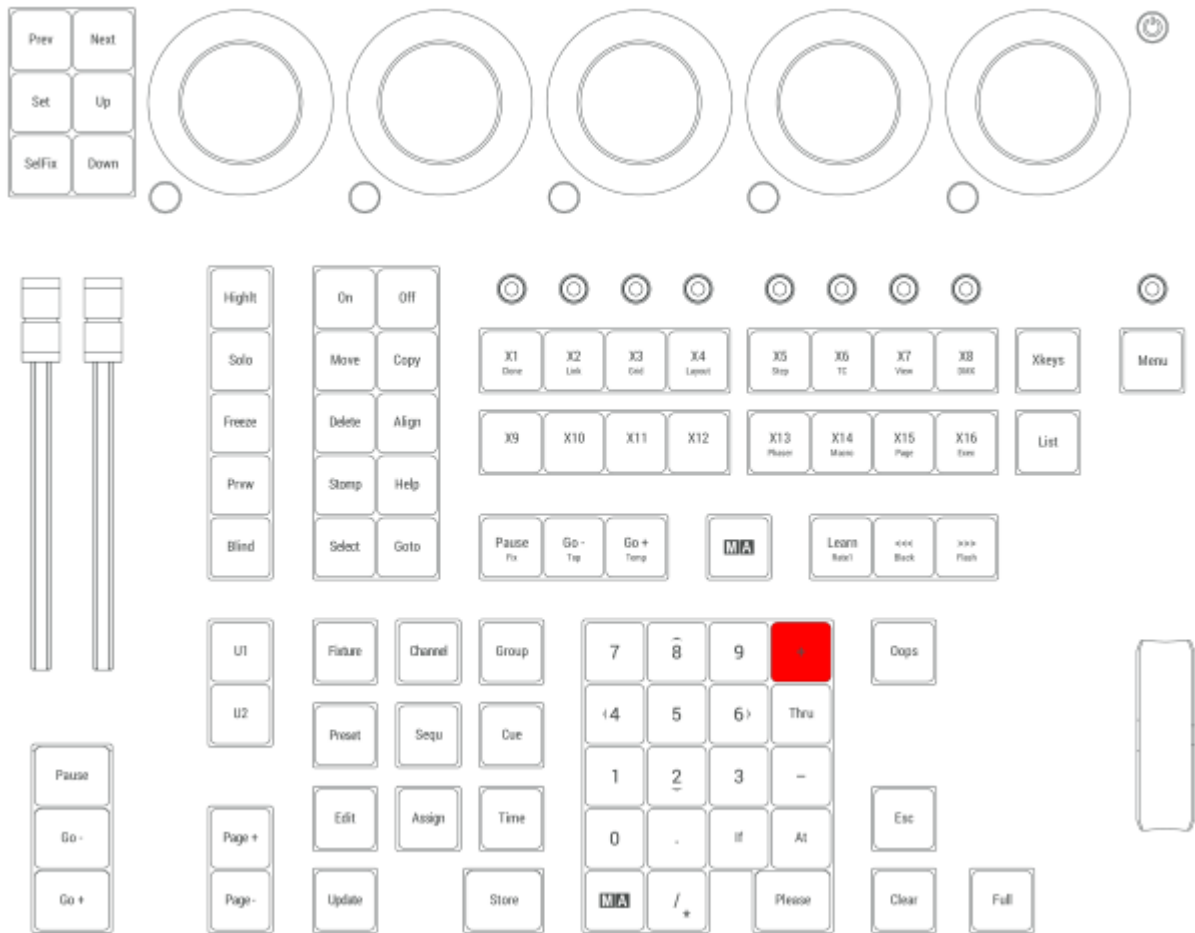 Prev Next
Set Up
SelFix Down
Highlt On Off
Solo Move Copy X1 X2 X3 X4 X5 X6 X7 X8 Xkeys Menu
Clone Link Grid Layout Step TC View DMX
Freeze Delete Align X9 X10 X11 X12 X13 X14 X15 X16 List
Phaser Macro Page Exec
Prvw Stomp Help
Blind Select Goto Pause Go - Go + MA Learn <<< >>>
Fix Top Temp Rate1 Black Flash
U1 Fixture Channel Group 7 8 9 + Oops
U2 Preset Sequ Cue 4 5 6 Thru
Pause 1 2 3 -
Go - Page + Edit Assign Time 0 . If At Esc
Go + Page - Update Store MA / * Please Clear Full